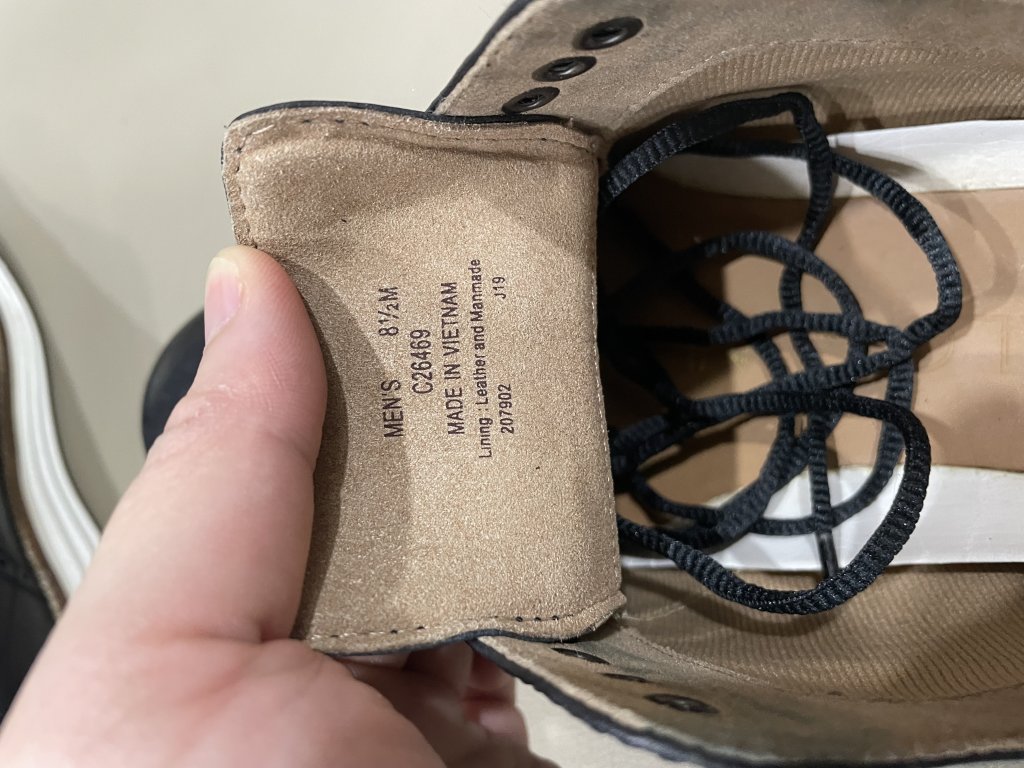 MEN'S 8½M
C26469
MADE IN VIETNAM
Lining : Leather and Manmade
207902 J19